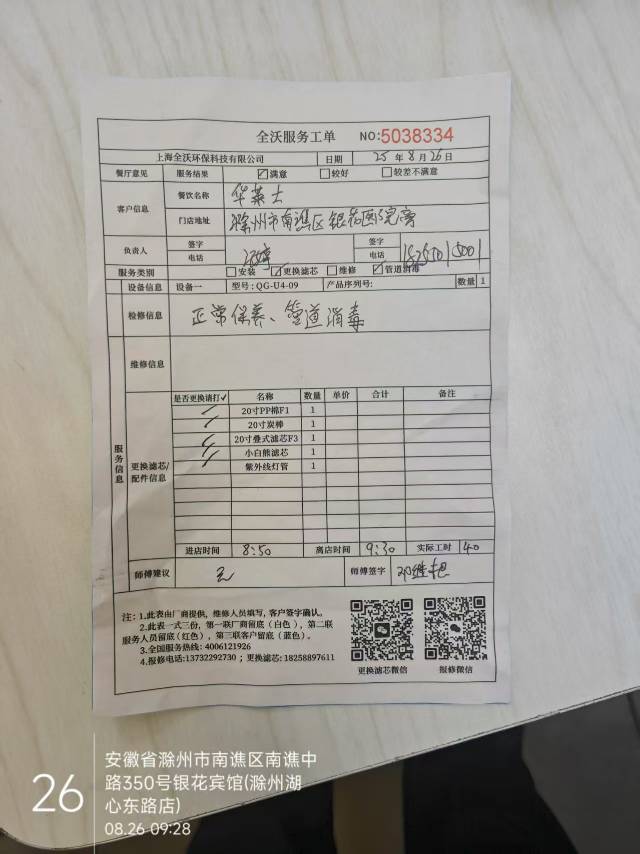 全沃服务工单 NO:5038334
上海全沃环保科技有限公司 日期 25年8月26日
餐厅意见 服务结果 ☑满意 □较好 □较差不满意
客户信息 餐饮名称 华莱士
门店地址 滁州市南谯区银花医院旁
负责人 签字 签字
电话 电话
服务类别 □安装 ☑更换滤芯 □维修 ☑管道消毒
设备信息 设备一 型号:QG-U4-09 产品序列号: 数量 1
检修信息 正常保养、管道消毒
维修信息
服务信息
更换滤芯/配件信息
是否更换请打✓ 名称 数量 单价 合计 备注
✓ 20寸PP棉F1 1
✓ 20寸炭棒 1
✓ 20寸叠式滤芯F3 1
✓ 小白熊滤芯 1
紫外线灯管 1
进店时间 8:50 离店时间 9:30 实际工时 40
师傅建议 无 师傅签字
注：1.此表由厂商提供，维修人员填写，客户签字确认。
2.此表一式三份，第一联厂商留底（白色），第二联
服务人员留底(红色），第三联客户留底（蓝色）。
3.全国服务热线: 4006121926
4.报修电话:13732292730；更换滤芯: 18258897611
更换滤芯微信 报修微信
26
安徽省滁州市南谯区南谯中
路350号银花宾馆(滁州湖
心东路店)
08.26 09:28